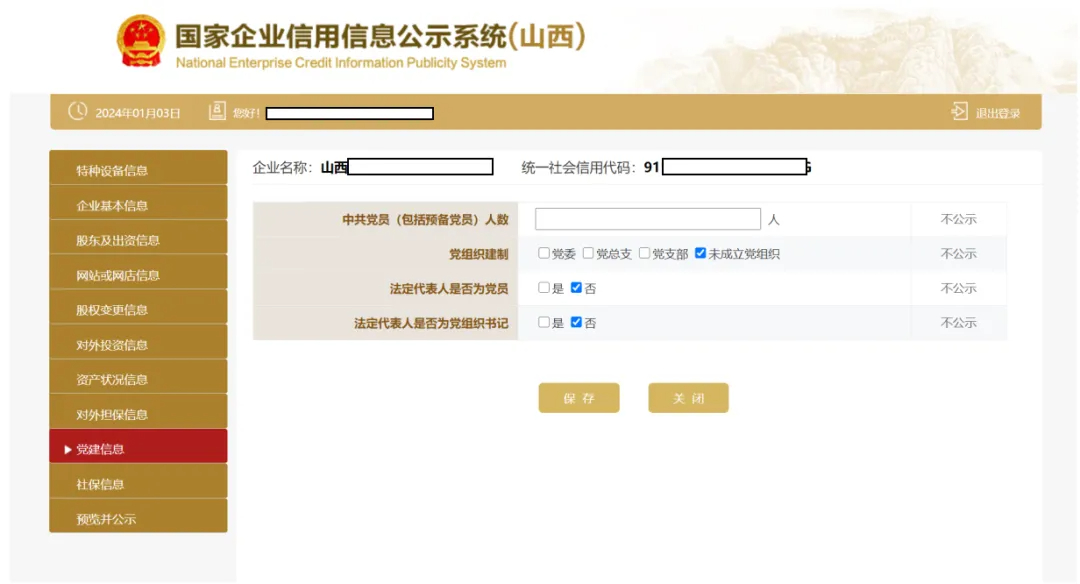 国家企业信用信息公示系统(山西)
National Enterprise Credit Information Publicity System
2024年01月03日 您好! 退出登录
企业名称: 山西 统一社会信用代码: 91
特种设备信息
企业基本信息
股东及出资信息
网站或网店信息
股权变更信息
对外投资信息
资产状况信息
对外担保信息
党建信息
社保信息
预览并公示
中共党员（包括预备党员）人数 人 不公示
党组织建制 党委 党总支 党支部 未成立党组织 不公示
法定代表人是否为党员 是 否 不公示
法定代表人是否为党组织书记 是 否 不公示
保 存 关 闭